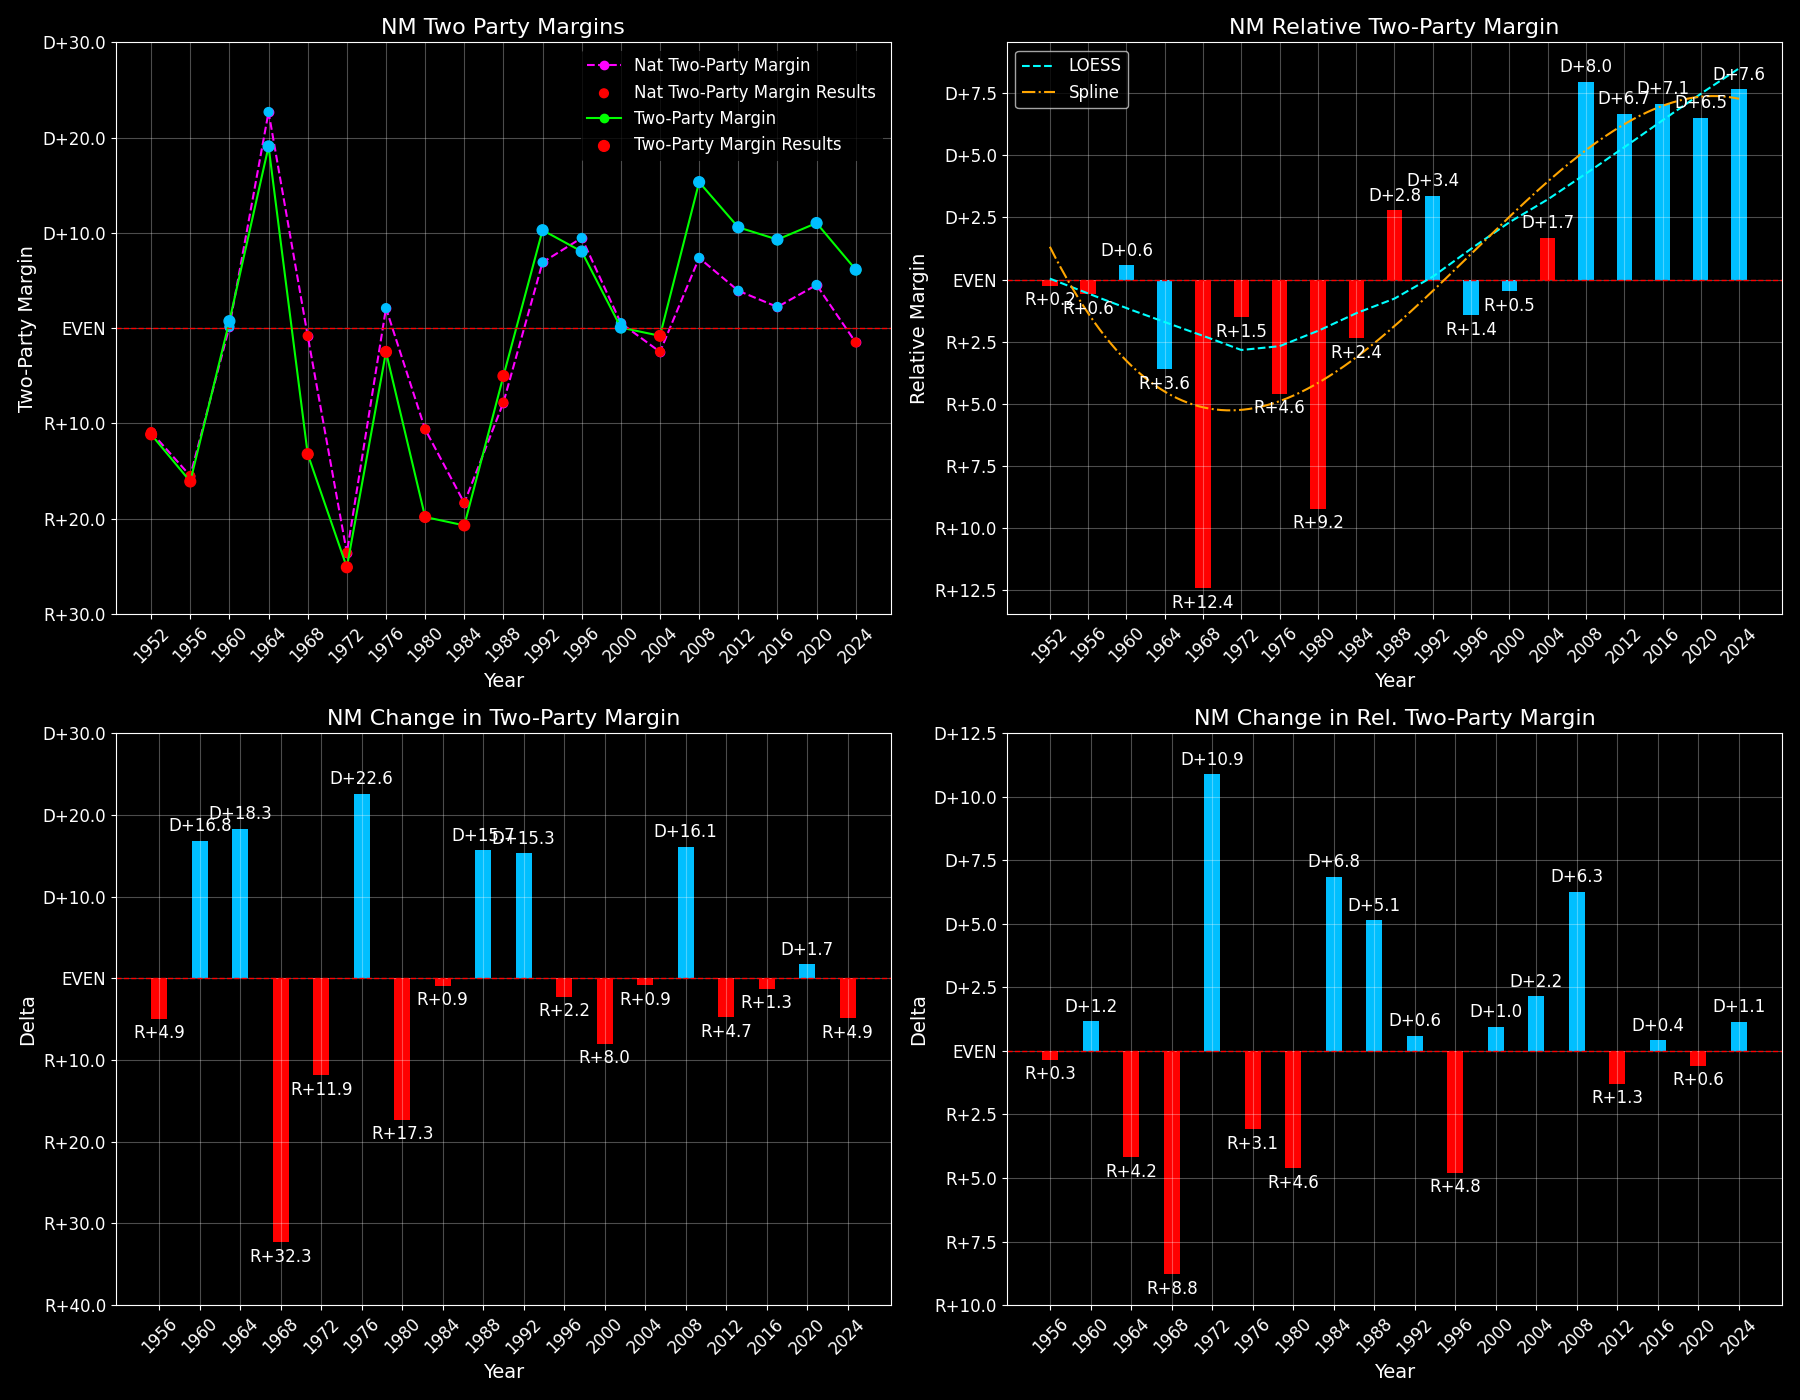 NM Two Party Margins
D+30.0
D+20.0
D+10.0
EVEN
R+10.0
R+20.0
R+30.0
Two-Party Margin
Nat Two-Party Margin
Nat Two-Party Margin Results
Two-Party Margin
Two-Party Margin Results
1952 1956 1960 1964 1968 1972 1976 1980 1984 1988 1992 1996 2000 2004 2008 2012 2016 2020 2024
Year
NM Relative Two-Party Margin
LOESS
Spline
D+7.5
D+5.0
D+2.5
EVEN
R+2.5
R+5.0
R+7.5
R+10.0
R+12.5
Relative Margin
R+0.2
R+0.6
D+0.6
R+3.6
R+12.4
R+1.5
R+4.6
R+9.2
R+2.4
D+2.8
D+3.4
R+1.4
R+0.5
D+1.7
D+8.0
D+6.7
D+7.1
D+6.5
D+7.6
1952 1956 1960 1964 1968 1972 1976 1980 1984 1988 1992 1996 2000 2004 2008 2012 2016 2020 2024
Year
NM Change in Two-Party Margin
D+30.0
D+20.0
D+10.0
EVEN
R+10.0
R+20.0
R+30.0
R+40.0
Delta
R+4.9
D+16.8
D+18.3
R+32.3
R+11.9
D+22.6
R+17.3
R+0.9
D+15.7
D+15.3
R+2.2
R+8.0
R+0.9
D+16.1
R+4.7
R+1.3
D+1.7
R+4.9
1956 1960 1964 1968 1972 1976 1980 1984 1988 1992 1996 2000 2004 2008 2012 2016 2020 2024
Year
NM Change in Rel. Two-Party Margin
D+12.5
D+10.0
D+7.5
D+5.0
D+2.5
EVEN
R+2.5
R+5.0
R+7.5
R+10.0
Delta
R+0.3
D+1.2
R+4.2
R+8.8
D+10.9
R+3.1
R+4.6
D+6.8
D+5.1
D+0.6
R+4.8
D+1.0
D+2.2
D+6.3
R+1.3
D+0.4
R+0.6
D+1.1
1956 1960 1964 1968 1972 1976 1980 1984 1988 1992 1996 2000 2004 2008 2012 2016 2020 2024
Year